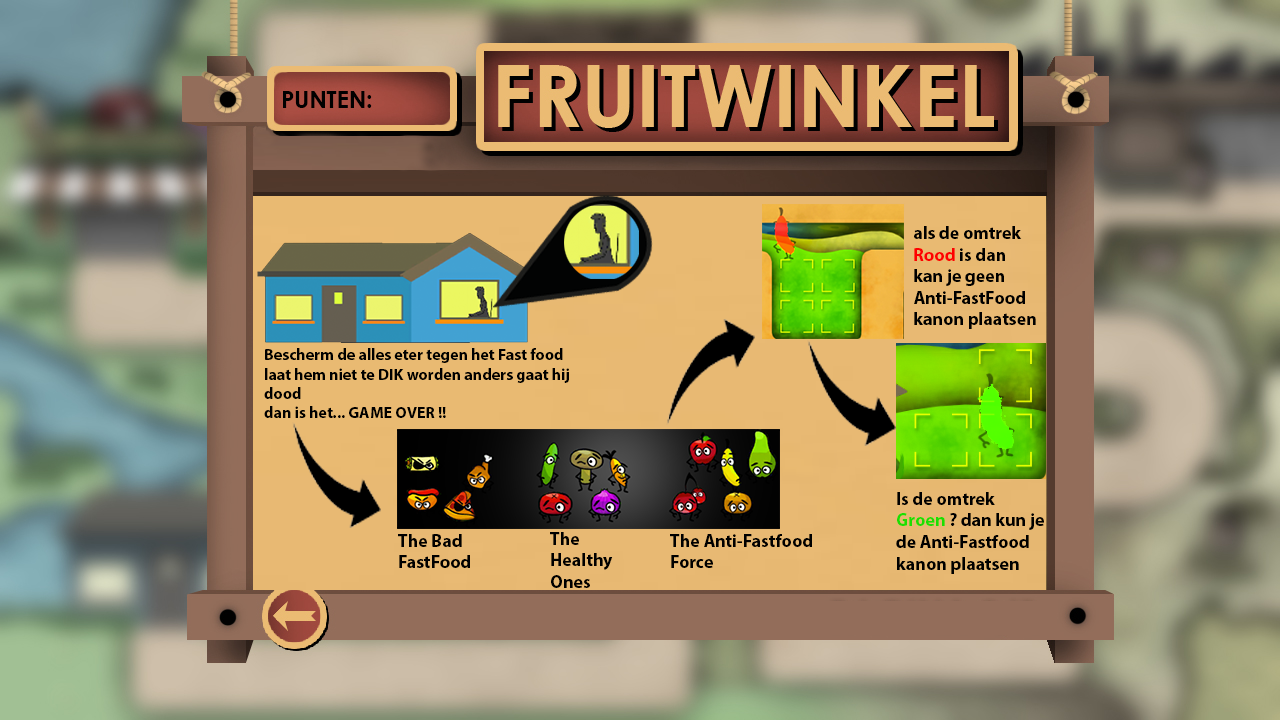 PUNTEN:
FRUITWINKEL
Bescherm de alles eter tegen het Fast food
laat hem niet te DIK worden anders gaat hij
dood
dan is het... GAME OVER !!
The Bad
FastFood
The
Healthy
Ones
The Anti-Fastfood
Force
als de omtrek
Rood is dan
kan je geen
Anti-FastFood
kanon plaatsen
Is de omtrek
Groen ? dan kun je
de Anti-Fastfood
kanon plaatsen